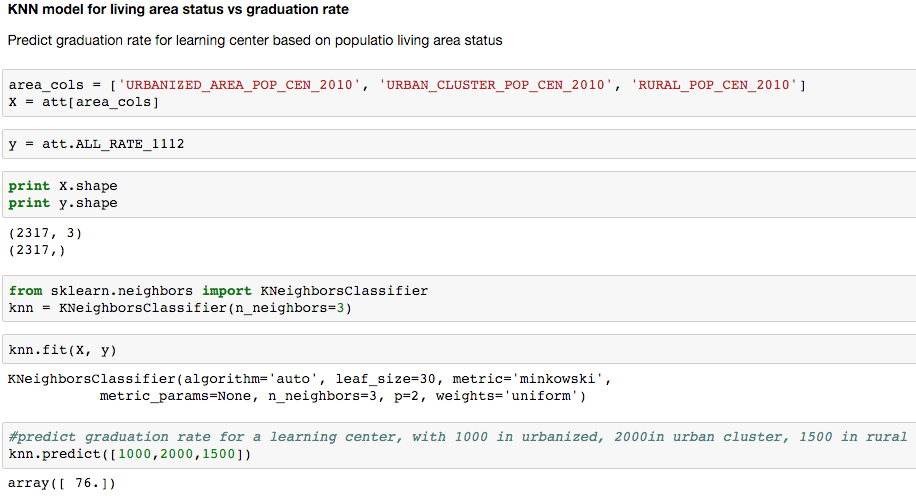 KNN model for living area status vs graduation rate
Predict graduation rate for learning center based on populatio living area status
area_cols = ['URBANIZED_AREA_POP_CEN_2010', 'URBAN_CLUSTER_POP_CEN_2010', 'RURAL_POP_CEN_2010']
X = att[area_cols]
y = att.ALL_RATE_1112
print X.shape
print y.shape
(2317, 3)
(2317,)
from sklearn.neighbors import KNeighborsClassifier
knn = KNeighborsClassifier(n_neighbors=3)
knn.fit(X, y)
KNeighborsClassifier(algorithm='auto', leaf_size=30, metric='minkowski',
           metric_params=None, n_neighbors=3, p=2, weights='uniform')
#predict graduation rate for a learning center, with 1000 in urbanized, 2000in urban cluster, 1500 in rural
knn.predict([1000,2000,1500])
array([ 76.])